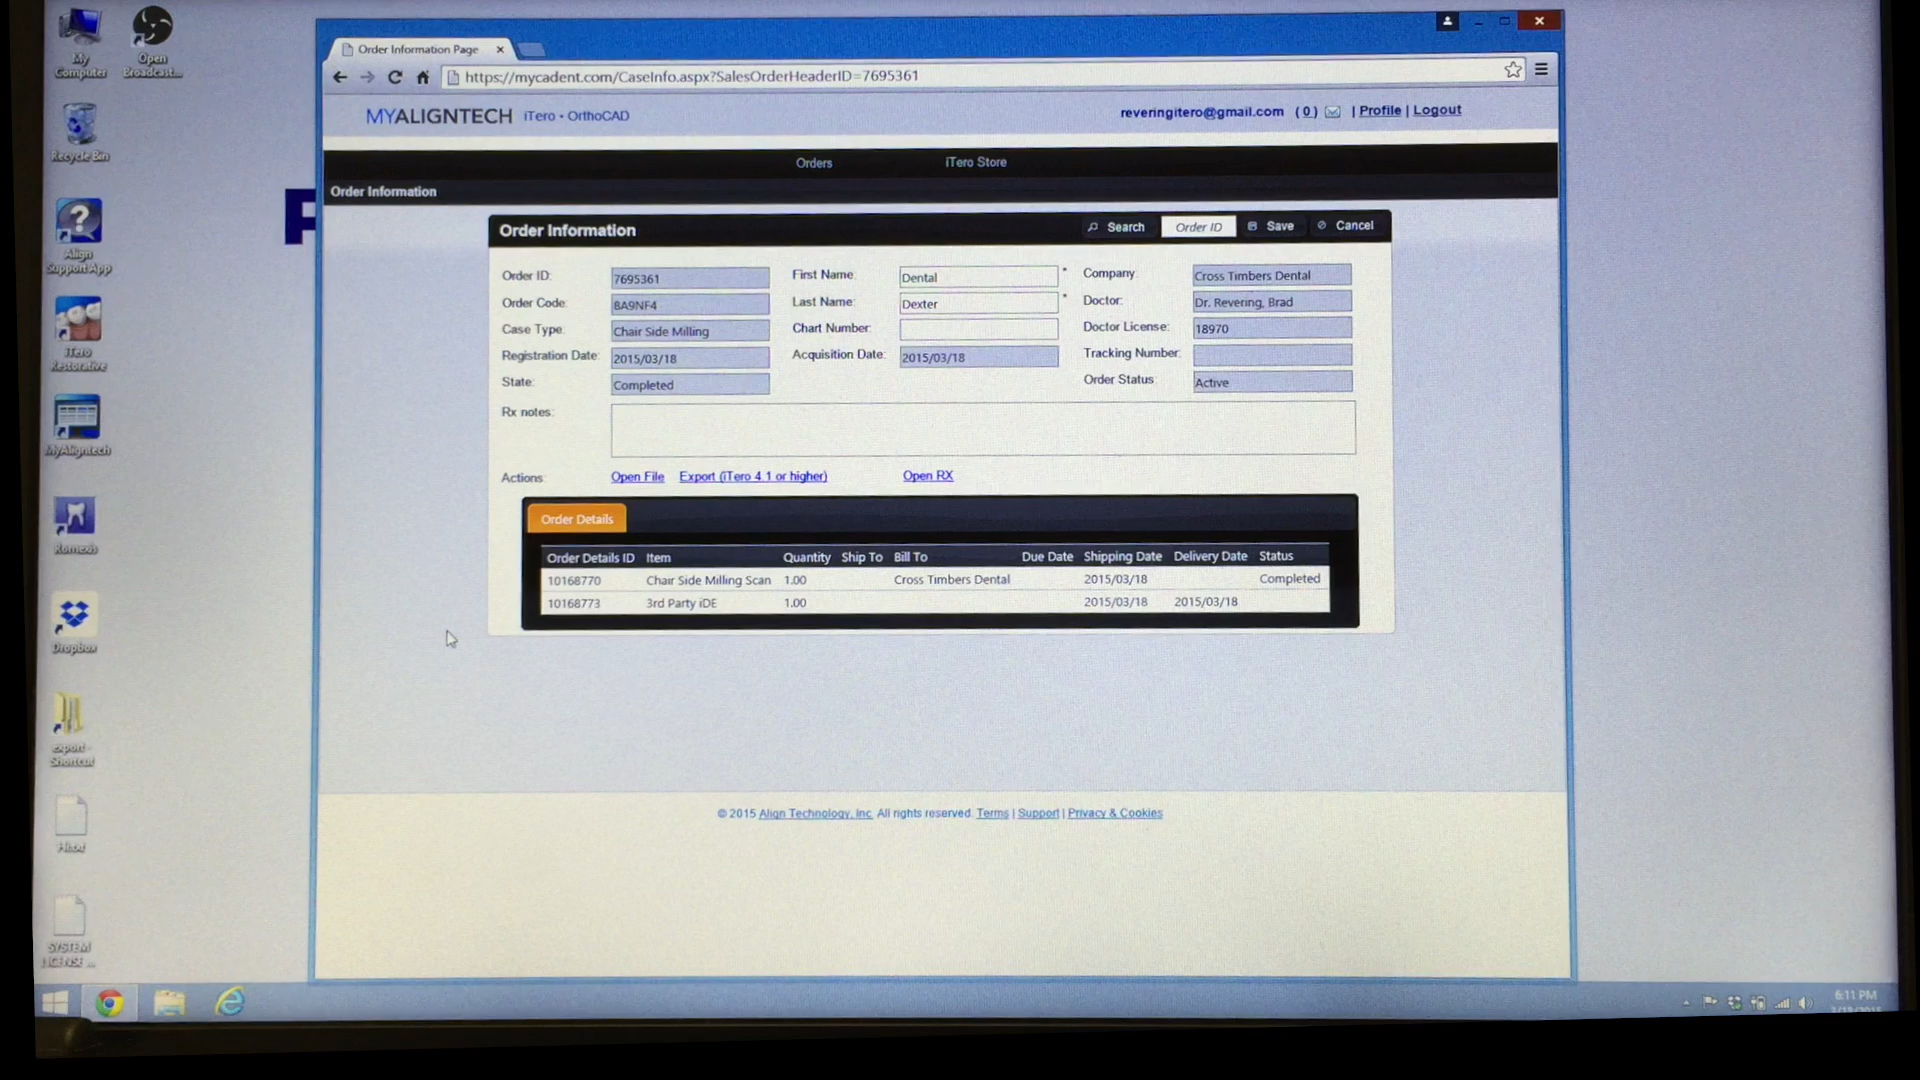 My
Computer
Open
Broadcast...
Recycle Bin
Align
Support App
iTero
Restorative
MyAligntech
Romexis
Dropbox
export -
Shortcut
SYSTEM
LICENSE ...
Order Information Page
https://mycadent.com/CaseInfo.aspx?SalesOrderHeaderID=7695361
MYALIGNTECH iTero • OrthoCAD
reveringitero@gmail.com ( 0 ) | Profile | Logout
Orders iTero Store
Order Information
Order Information Search Order ID Save Cancel
Order ID: 7695361 First Name: Dental * Company: Cross Timbers Dental
Order Code: BA9NF4 Last Name: Dexter * Doctor: Dr. Revering, Brad
Case Type: Chair Side Milling Chart Number: Doctor License: 18970
Registration Date: 2015/03/18 Acquisition Date: 2015/03/18 Tracking Number:
State: Completed Order Status Active
Rx notes:
Actions: Open File Export (iTero 4.1 or higher) Open RX
Order Details
Order Details ID Item Quantity Ship To Bill To Due Date Shipping Date Delivery Date Status
10168770 Chair Side Milling Scan 1.00 Cross Timbers Dental 2015/03/18 Completed
10168773 3rd Party iDE 1.00 2015/03/18 2015/03/18
© 2015 Align Technology, Inc. All rights reserved. Terms | Support | Privacy & Cookies
6:11 PM